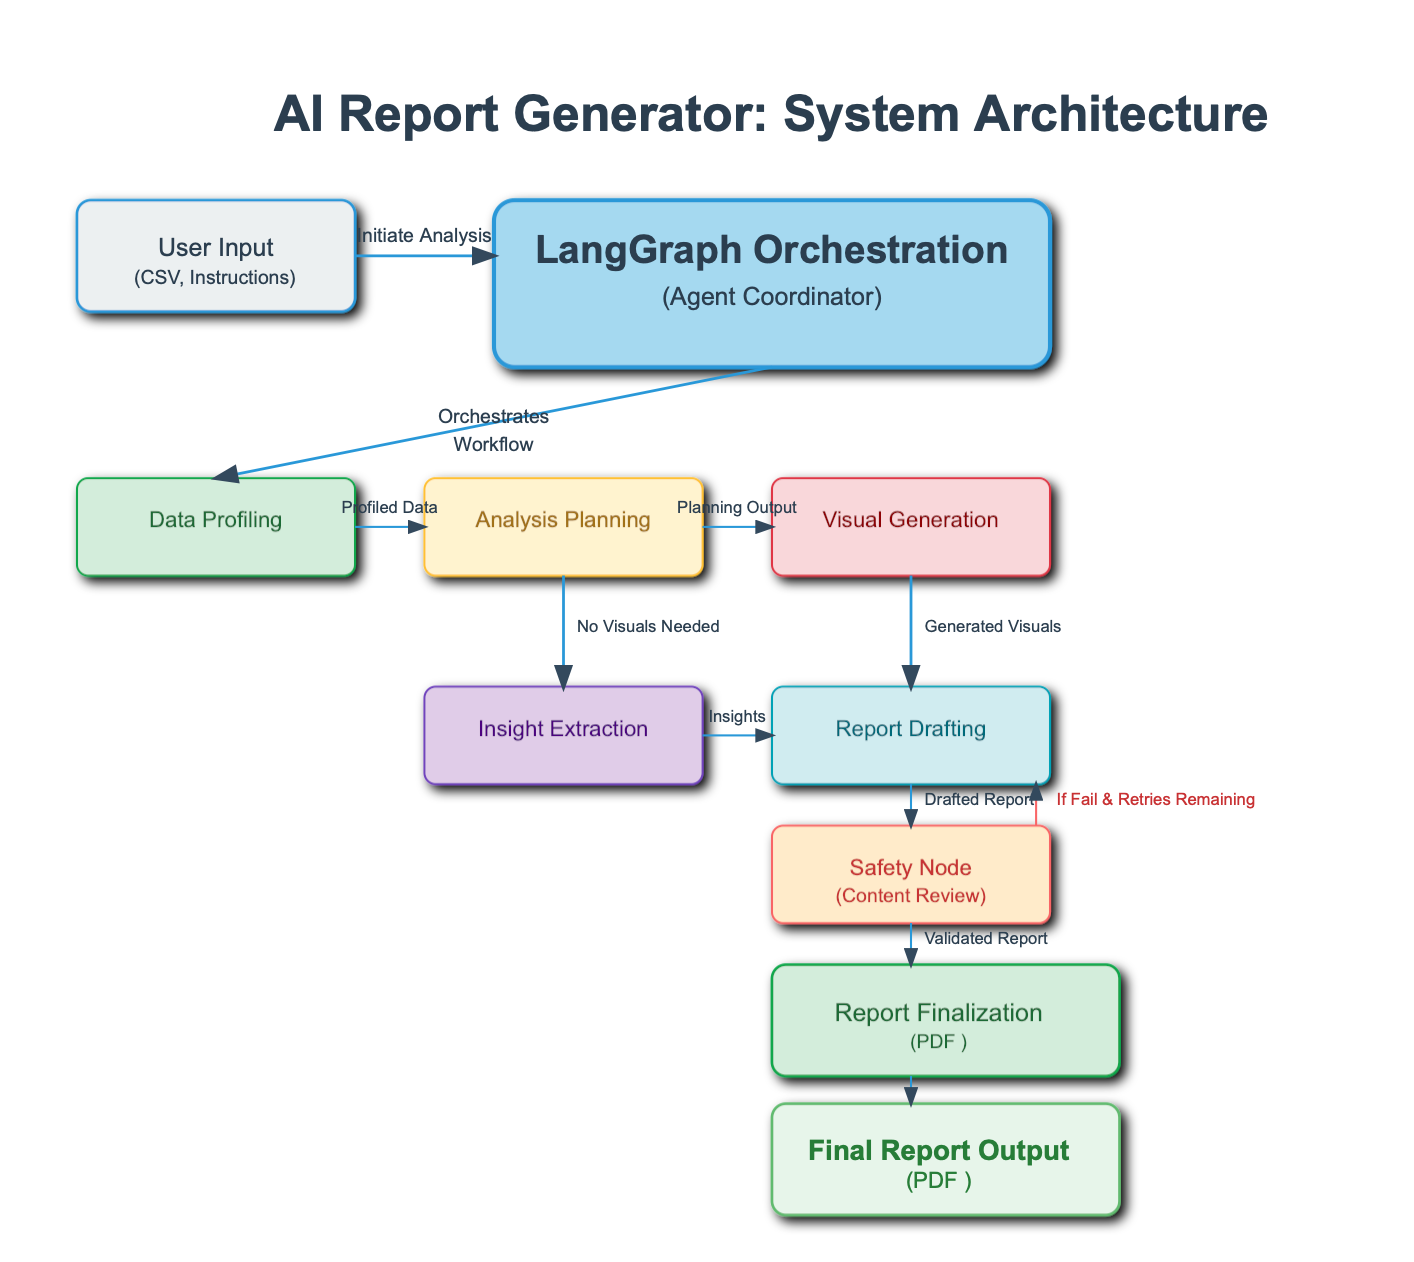 AI Report Generator: System Architecture
User Input
(CSV, Instructions)
Initiate Analysis
LangGraph Orchestration
(Agent Coordinator)
Orchestrates
Workflow
Data Profiling
Profiled Data
Analysis Planning
Planning Output
Visual Generation
No Visuals Needed
Generated Visuals
Insight Extraction
Insights
Report Drafting
Drafted Report
If Fail & Retries Remaining
Safety Node
(Content Review)
Validated Report
Report Finalization
(PDF )
Final Report Output
(PDF )